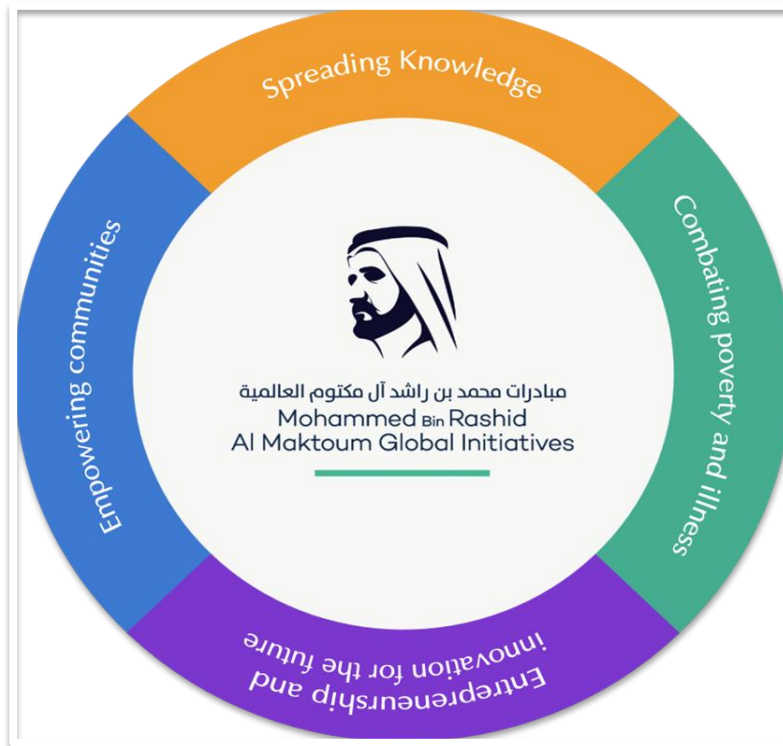 Spreading Knowledge
Combating poverty and illness
Entrepreneurship and
innovation for the future
Empowering communities
مبادرات محمد بن راشد آل مكتوم العالمية
Mohammed Bin Rashid
Al Maktoum Global Initiatives